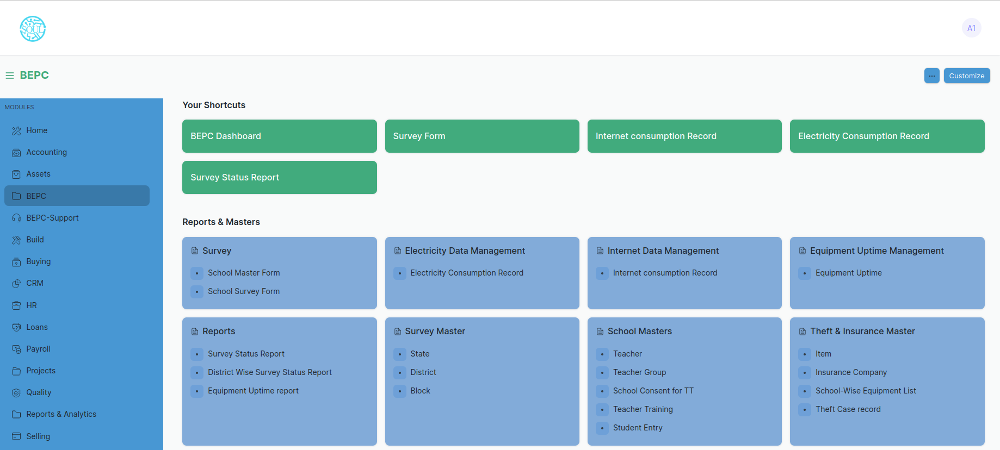 SOUL
A1
BEPC
...
Customize
MODULES
Home
Accounting
Assets
BEPC
BEPC-Support
Build
Buying
CRM
HR
Loans
Payroll
Projects
Quality
Reports & Analytics
Selling
Your Shortcuts
BEPC Dashboard
Survey Form
Internet consumption Record
Electricity Consumption Record
Survey Status Report
Reports & Masters
Survey
School Master Form
School Survey Form
Electricity Data Management
Electricity Consumption Record
Internet Data Management
Internet consumption Record
Equipment Uptime Management
Equipment Uptime
Reports
Survey Status Report
District Wise Survey Status Report
Equipment Uptime report
Survey Master
State
District
Block
School Masters
Teacher
Teacher Group
School Consent for TT
Teacher Training
Student Entry
Theft & Insurance Master
Item
Insurance Company
School-Wise Equipment List
Theft Case record